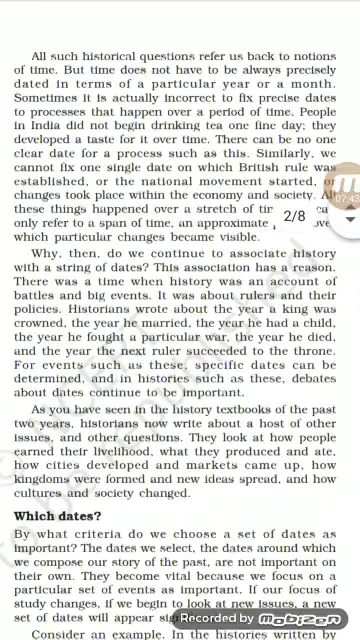 All such historical questions refer us back to notions
of time. But time does not have to be always precisely
dated in terms of a particular year or a month.
Sometimes it is actually incorrect to fix precise dates
to processes that happen over a period of time. People
in India did not begin drinking tea one fine day; they
developed a taste for it over time. There can be no one
clear date for a process such as this. Similarly, we
cannot fix one single date on which British rule was
established, or the national movement started, or
changes took place within the economy and society. All
these things happened over a stretch of
only refer to a span of time, an approximate
which particular changes became visible.
2/8
07:43
Why, then, do we continue to associate history
with a string of dates? This association has a reason.
There was a time when history was an account of
battles and big events. It was about rulers and their
policies. Historians wrote about the year a king was
crowned, the year he married, the year he had a child,
the year he fought a particular war, the year he died,
and the year the next ruler succeeded to the throne.
For events such as these, specific dates can be
determined, and in histories such as these, debates
about dates continue to be important.
As you have seen in the history textbooks of the past
two years, historians now write about a host of other
issues, and other questions. They look at how people
earned their livelihood, what they produced and ate,
how cities developed and markets came up, how
kingdoms were formed and new ideas spread, and how
cultures and society changed.
Which dates?
By what criteria do we choose a set of dates as
important? The dates we select, the dates around which
we compose our story of the past, are not important on
their own. They become vital because we focus on a
particular set of events as important. If our focus of
study changes, if we begin to look at new issues, a new
set of dates will appear
Consider an example. In the histories written by
RECORDED WITH
MOBIZEN